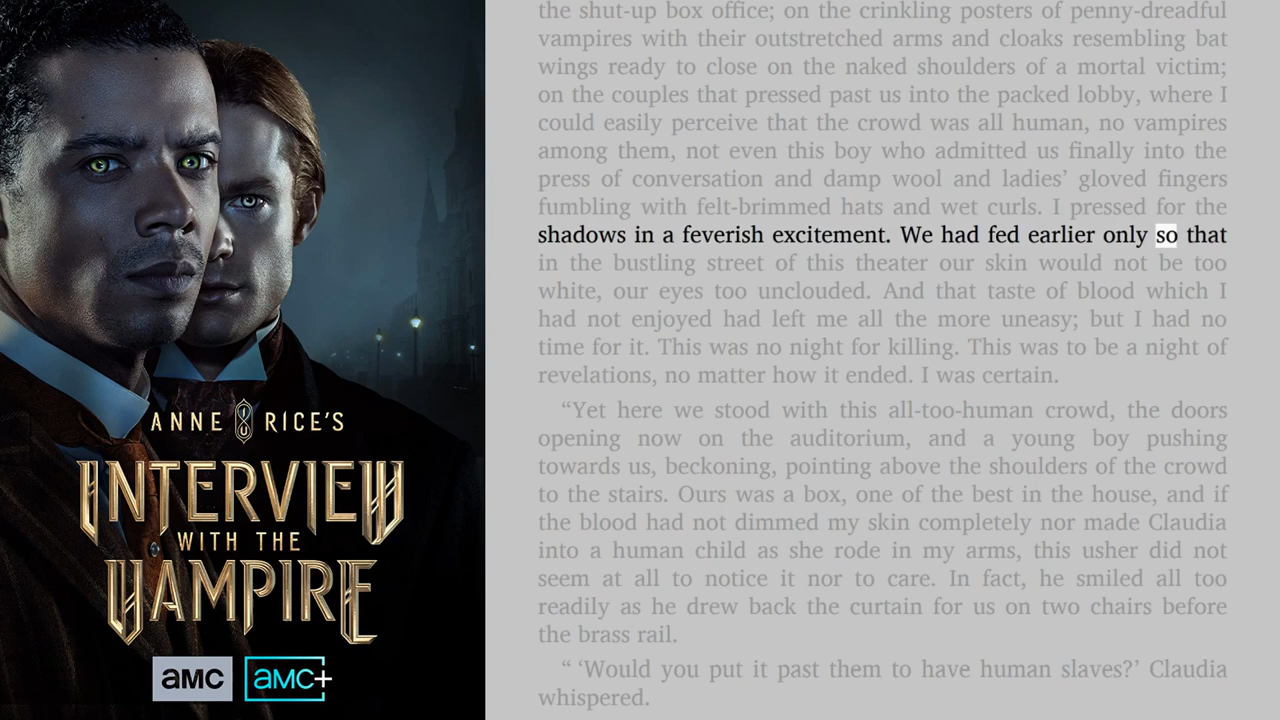 ANNE RICE'S
INTERVIEW
WITH THE
VAMPIRE
aMC
aMC+
the shut-up box office; on the crinkling posters of penny-dreadful
vampires with their outstretched arms and cloaks resembling bat
wings ready to close on the naked shoulders of a mortal victim;
on the couples that pressed past us into the packed lobby, where I
could easily perceive that the crowd was all human, no vampires
among them, not even this boy who admitted us finally into the
press of conversation and damp wool and ladies’ gloved fingers
fumbling with felt-brimmed hats and wet curls. I pressed for the
shadows in a feverish excitement. We had fed earlier only so that
in the bustling street of this theater our skin would not be too
white, our eyes too unclouded. And that taste of blood which I
had not enjoyed had left me all the more uneasy; but I had no
time for it. This was no night for killing. This was to be a night of
revelations, no matter how it ended. I was certain.
“Yet here we stood with this all-too-human crowd, the doors
opening now on the auditorium, and a young boy pushing
towards us, beckoning, pointing above the shoulders of the crowd
to the stairs. Ours was a box, one of the best in the house, and if
the blood had not dimmed my skin completely nor made Claudia
into a human child as she rode in my arms, this usher did not
seem at all to notice it nor to care. In fact, he smiled all too
readily as he drew back the curtain for us on two chairs before
the brass rail.
“ ‘Would you put it past them to have human slaves?’ Claudia
whispered.